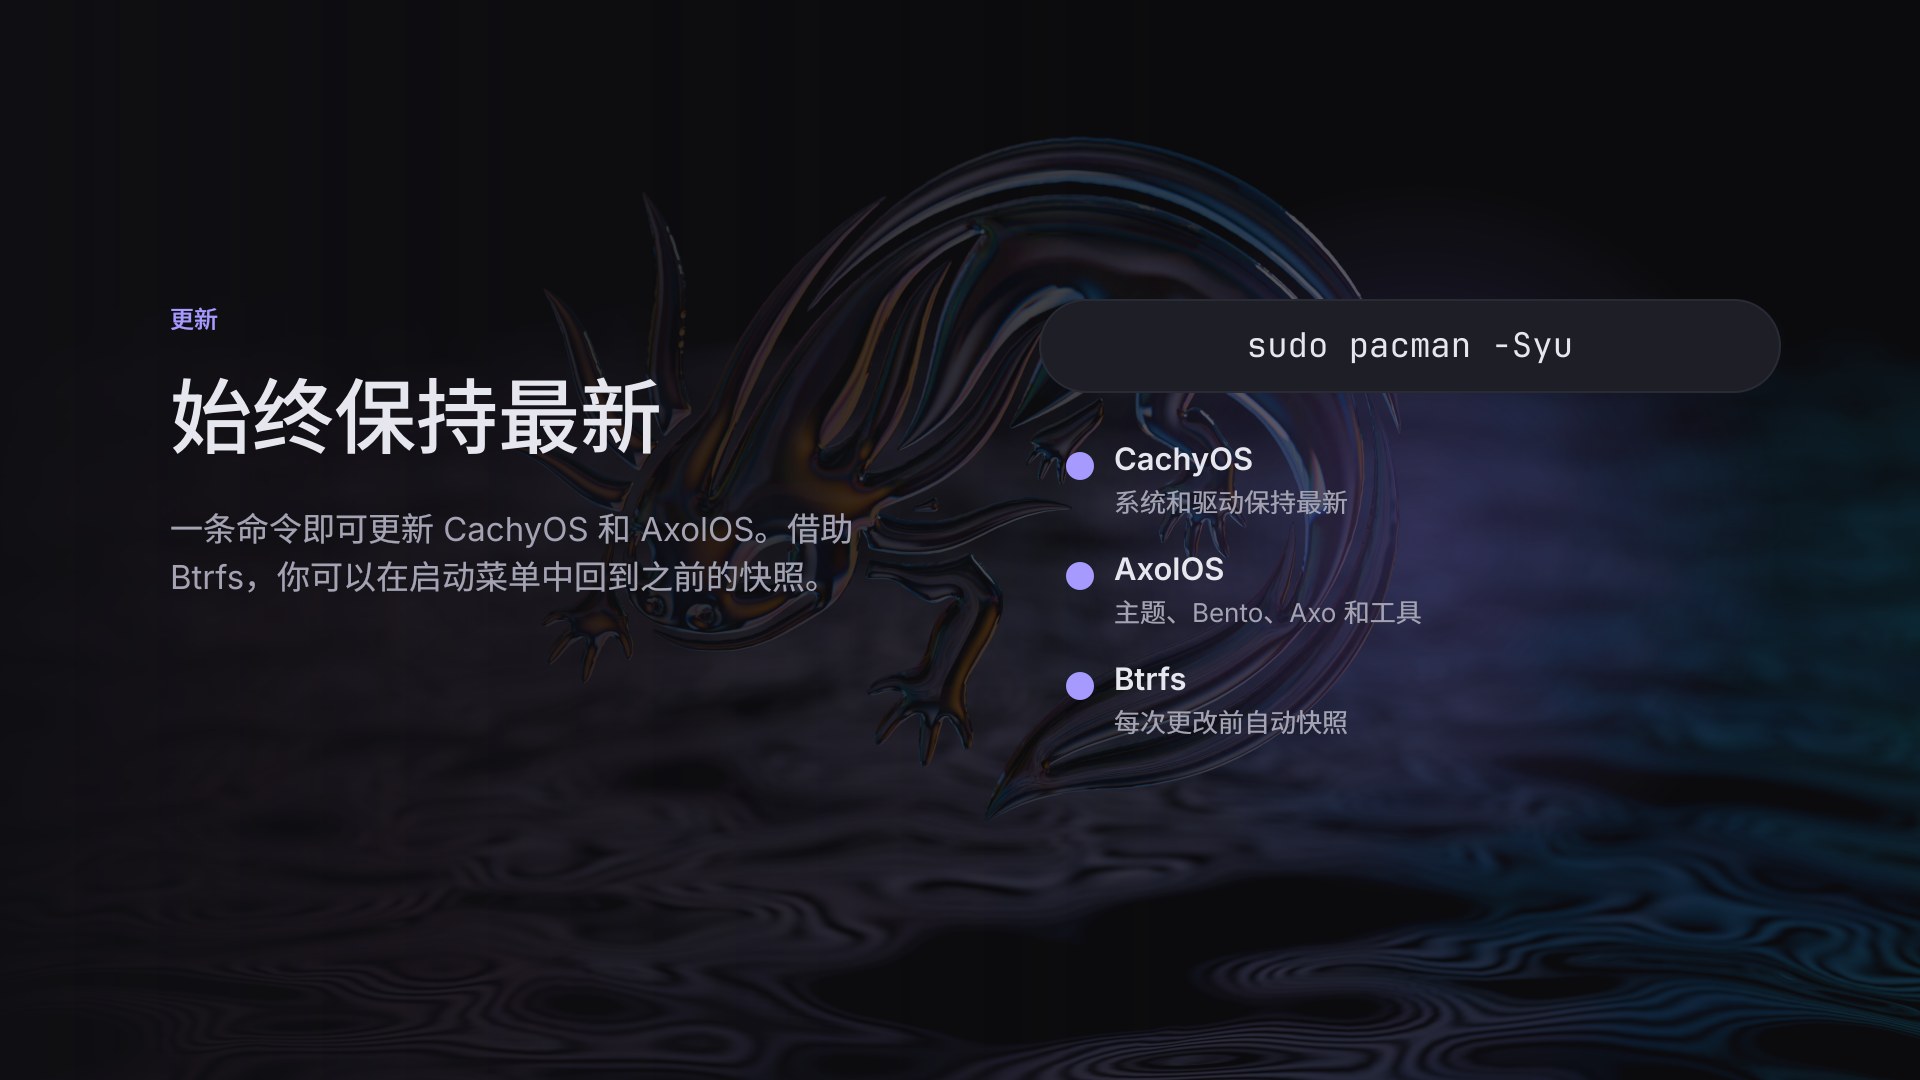 更新
始终保持最新
一条命令即可更新 CachyOS 和 AxolOS。借助
Btrfs，你可以在启动菜单中回到之前的快照。
sudo pacman -Syu
CachyOS
系统和驱动保持最新
AxolOS
主题、Bento、Axo 和工具
Btrfs
每次更改前自动快照